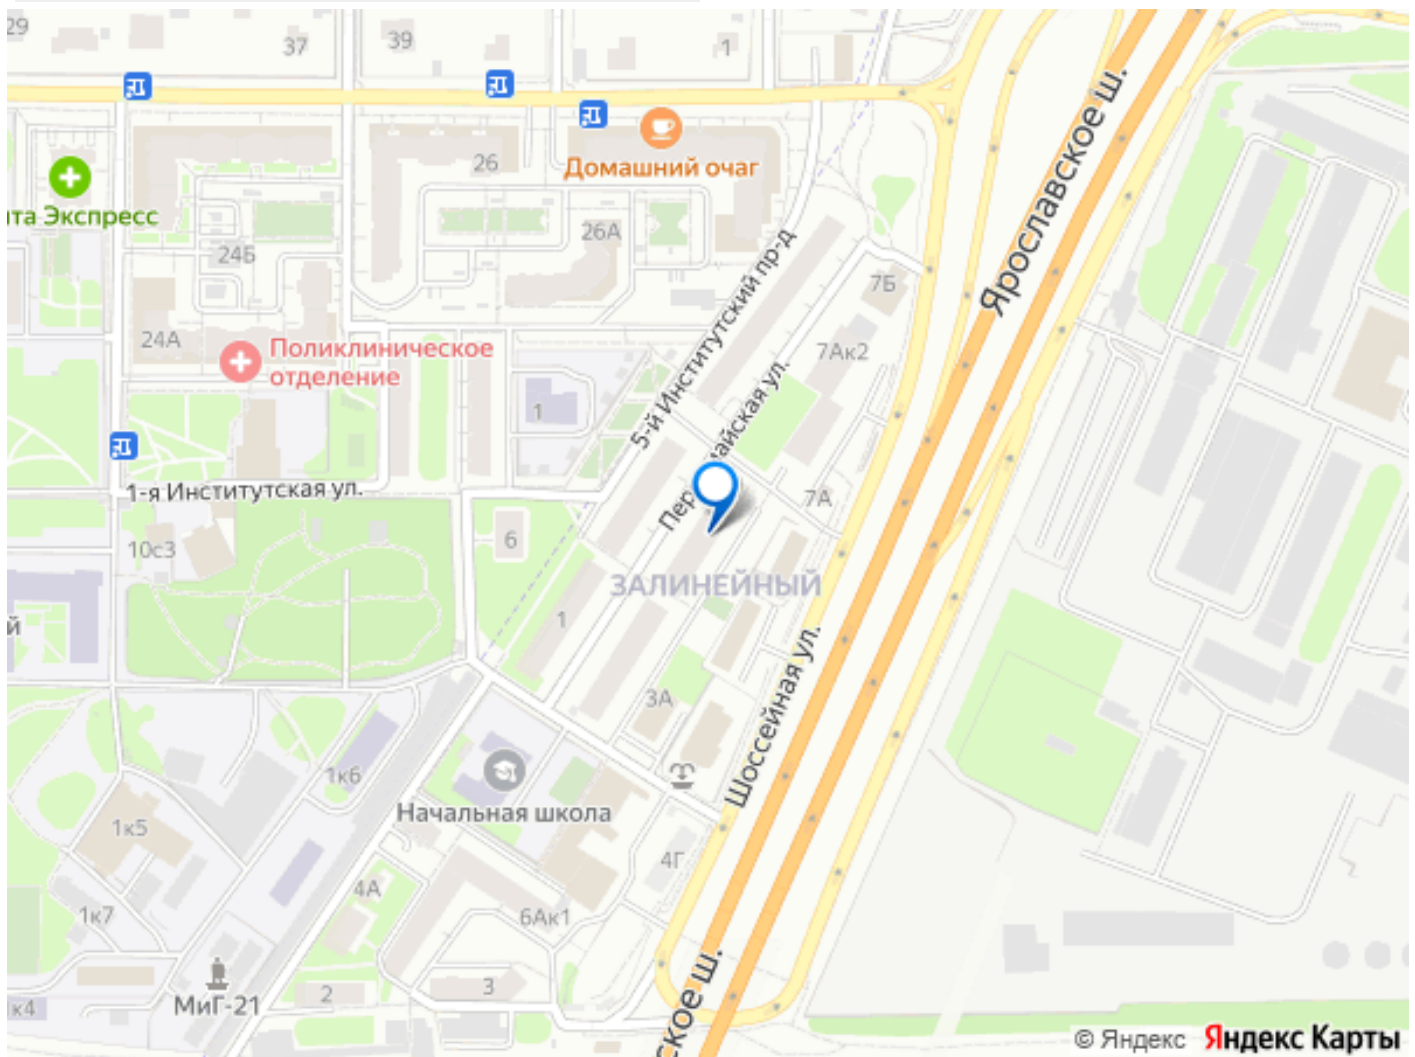 29
37
39
1
26
Домашний очаг
йта Экспресс
24Б
26А
5-й Институтский пр-д
7Б
Ярославское ш.
24А
Поликлиническое
отделение
7Ак2
1
1-я Институтская ул.
7А
10с3
6
ЗАЛИНЕЙНЫЙ
й
1
3А
Шоссейная ул.
1к6
Начальная школа
1к5
4Г
4А
1к7
6Ак1
3
2
МиГ-21
к4
ское ш.
© Яндекс Яндекс Карты